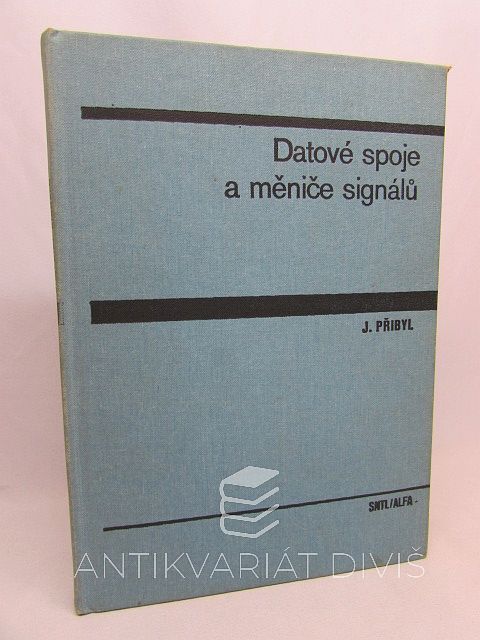 Datové spoje
a měniče signálů
J. PŘIBYL
SNTL/ALFA
ANTIKVARIÁT DIVIŠ